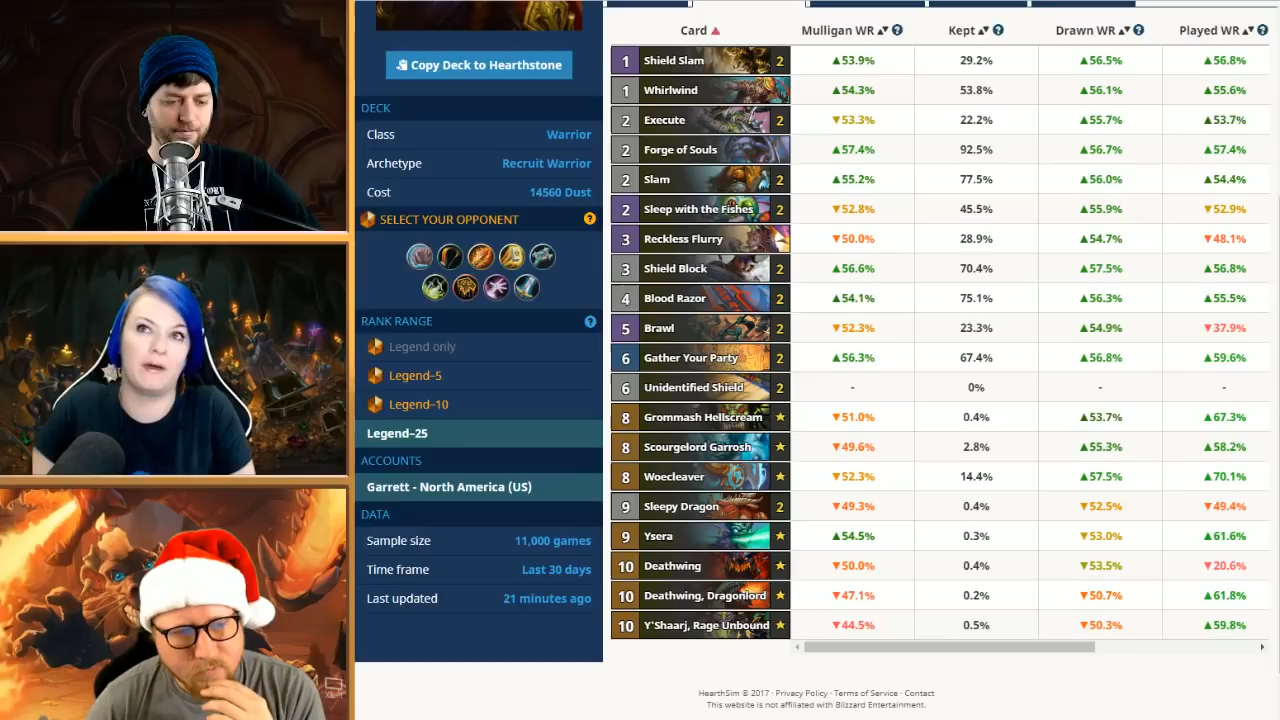 Copy Deck to Hearthstone
DECK
Class Warrior
Archetype Recruit Warrior
Cost 14560 Dust
SELECT YOUR OPPONENT ?
RANK RANGE ?
Legend only
Legend–5
Legend–10
Legend–25
ACCOUNTS
Garrett - North America (US)
DATA
Sample size 11,000 games
Time frame Last 30 days
Last updated 21 minutes ago
Card ▲ Mulligan WR ▲▼ ? Kept ▲▼ ? Drawn WR ▲▼ ? Played WR ▲▼ ?
1 Shield Slam 2 ▲53.9% 29.2% ▲56.5% ▲56.8%
1 Whirlwind ▲54.3% 53.8% ▲56.1% ▲55.6%
2 Execute 2 ▼53.3% 22.2% ▲55.7% ▲53.7%
2 Forge of Souls ▲57.4% 92.5% ▲56.7% ▲57.4%
2 Slam 2 ▲55.2% 77.5% ▲56.0% ▲54.4%
2 Sleep with the Fishes 2 ▼52.8% 45.5% ▲55.9% ▼52.9%
3 Reckless Flurry ▼50.0% 28.9% ▲54.7% ▼48.1%
3 Shield Block 2 ▲56.6% 70.4% ▲57.5% ▲56.8%
4 Blood Razor 2 ▲54.1% 75.1% ▲56.3% ▲55.5%
5 Brawl 2 ▼52.3% 23.3% ▲54.9% ▼37.9%
6 Gather Your Party 2 ▲56.3% 67.4% ▲56.8% ▲59.6%
6 Unidentified Shield 2 - 0% - -
8 Grommash Hellscream ★ ▼51.0% 0.4% ▲53.7% ▲67.3%
8 Scourgelord Garrosh ★ ▼49.6% 2.8% ▲55.3% ▲58.2%
8 Woecleaver ★ ▼52.3% 14.4% ▲57.5% ▲70.1%
9 Sleepy Dragon 2 ▼49.3% 0.4% ▼52.5% ▼49.4%
9 Ysera ★ ▲54.5% 0.3% ▼53.0% ▲61.6%
10 Deathwing ★ ▼50.0% 0.4% ▼53.5% ▼20.6%
10 Deathwing, Dragonlord ★ ▼47.1% 0.2% ▼50.7% ▲61.8%
10 Y'Shaarj, Rage Unbound ★ ▼44.5% 0.5% ▼50.3% ▲59.8%
HearthSim © 2017 · Privacy Policy · Terms of Service · Contact
This website is not affiliated with Blizzard Entertainment.